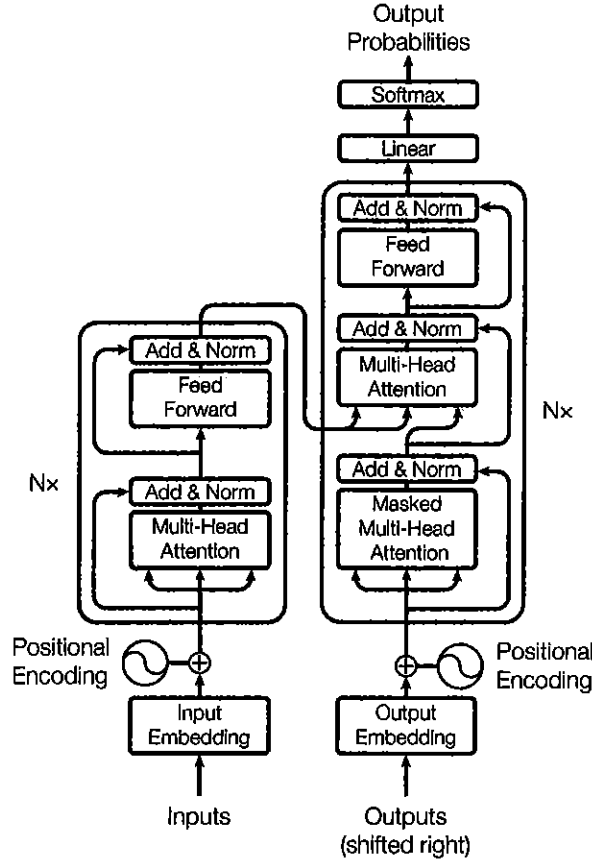 Output
Probabilities
Softmax
Linear
Add & Norm
Feed
Forward
Add & Norm
Multi-Head
Attention
Add & Norm
Masked
Multi-Head
Attention
Nx
Add & Norm
Feed
Forward
Add & Norm
Multi-Head
Attention
Nx
Positional
Encoding
Positional
Encoding
Input
Embedding
Output
Embedding
Inputs
Outputs
(shifted right)